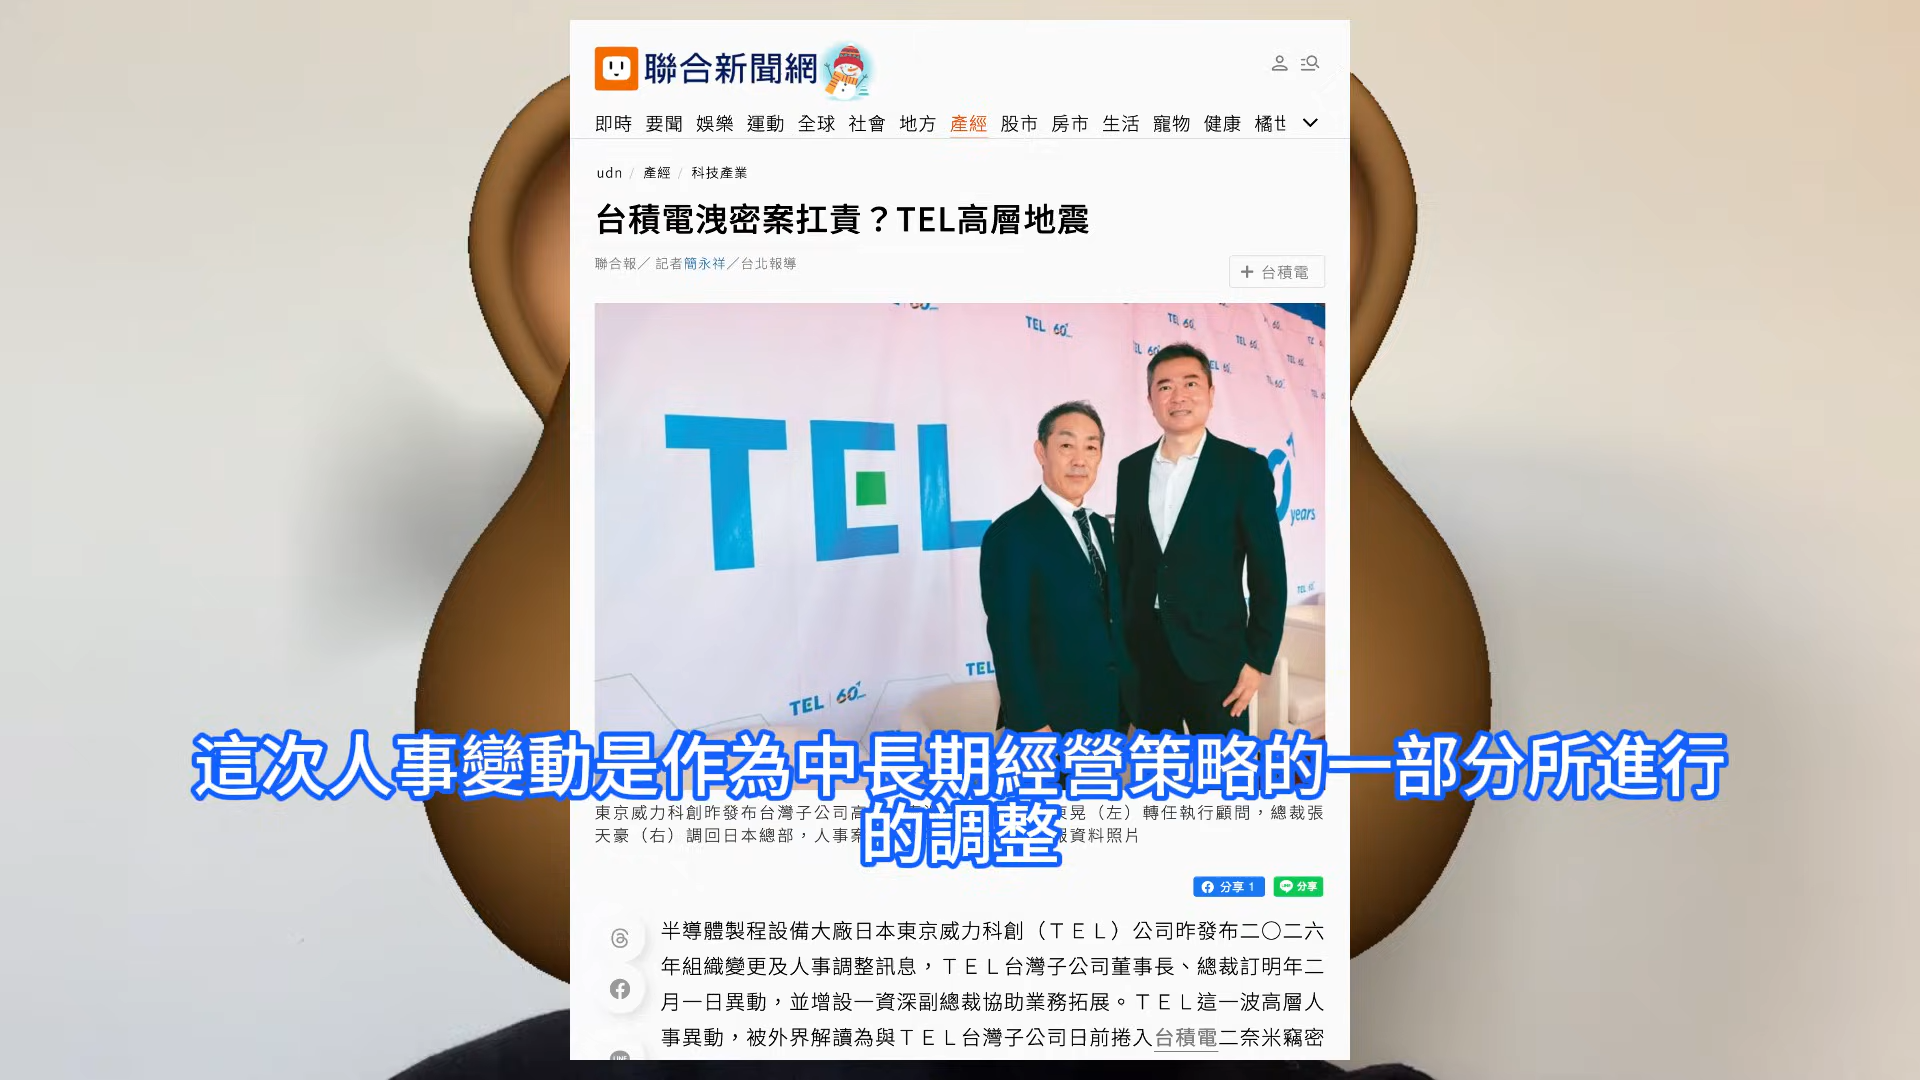 聯合新聞網
即時 要聞 娛樂 運動 全球 社會 地方 產經 股市 房市 生活 寵物 健康 橘世
udn / 產經 / 科技產業
台積電洩密案扛責？TEL高層地震
聯合報／ 記者簡永祥／台北報導
+ 台積電
TEL 60
TEL 60
TEL 60
TEL
years
TEL
TEL 60
這次人事變動是作為中長期經營策略的一部分所進行
的調整
東京威力科創昨發布台灣子公司高
晃（左）轉任執行顧問，總裁張
天豪（右）調回日本總部，人事案
報資料照片
分享 1
分享
半導體製程設備大廠日本東京威力科創（ＴＥＬ）公司昨發布二〇二六
年組織變更及人事調整訊息，ＴＥＬ台灣子公司董事長、總裁訂明年二
月一日異動，並增設一資深副總裁協助業務拓展。ＴＥＬ這一波高層人
事異動，被外界解讀為與ＴＥＬ台灣子公司日前捲入台積電二奈米竊密
LINE